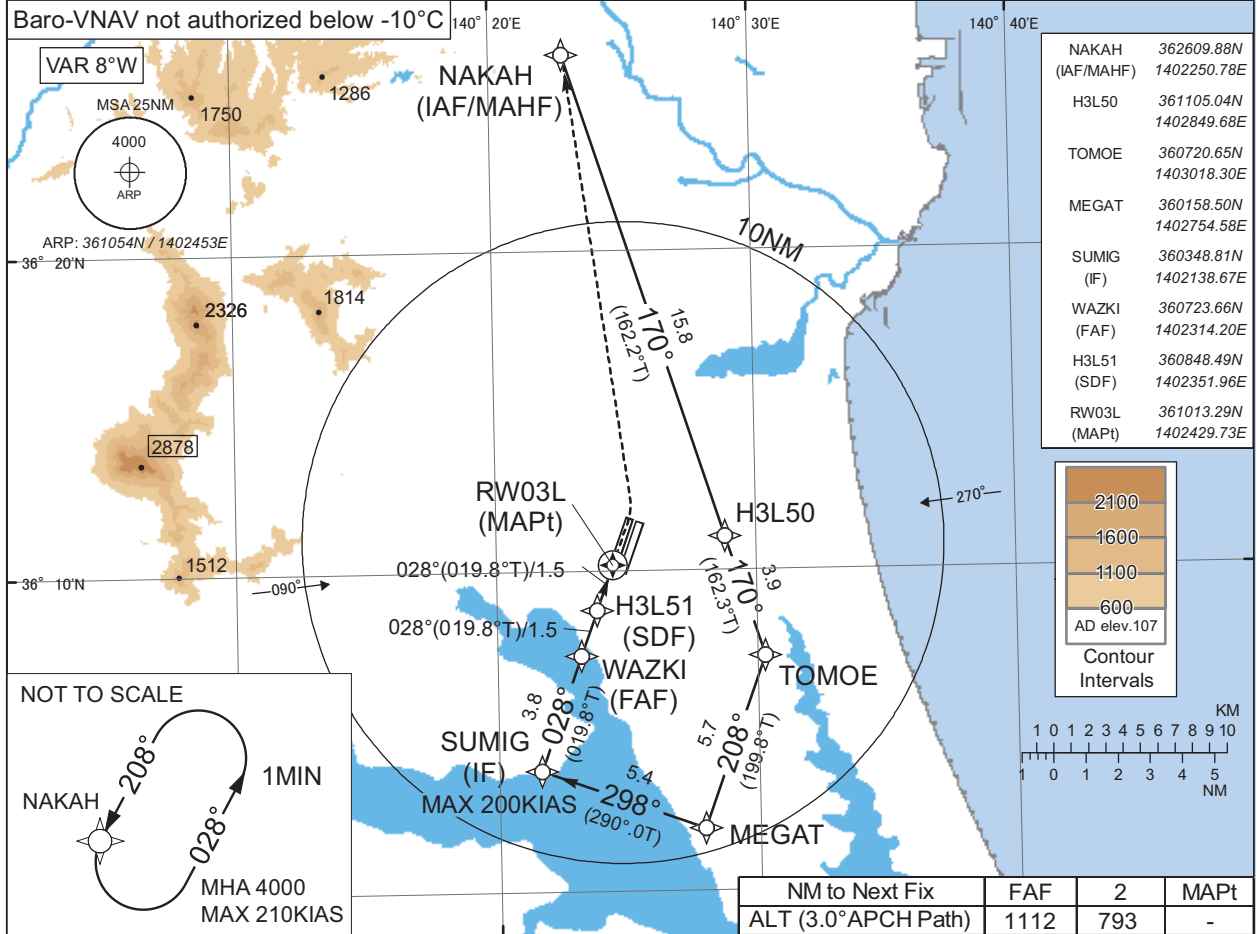 Baro-VNAV not authorized below -10°C
140° 20'E
140° 30'E
140° 40'E
VAR 8°W
MSA 25NM
4000
ARP
ARP: 361054N / 1402453E
1750
1286
NAKAH
(IAF/MAHF)
NAKAH 362609.88N
(IAF/MAHF) 1402250.78E
H3L50 361105.04N
1402849.68E
TOMOE 360720.65N
1403018.30E
MEGAT 360158.50N
1402754.58E
SUMIG 360348.81N
(IF) 1402138.67E
WAZKI 360723.66N
(FAF) 1402314.20E
H3L51 360848.49N
(SDF) 1402351.96E
RW03L 361013.29N
(MAPt) 1402429.73E
36° 20'N
10NM
2326
1814
15.8
170°
(162.2°T)
2878
1512
36° 10'N
090°
270°
RW03L
(MAPt)
H3L50
028°(019.8°T)/1.5
3.9
170°
(162.3°T)
H3L51
(SDF)
028°(019.8°T)/1.5
WAZKI
(FAF)
TOMOE
3.8
028°
(019.8°T)
5.7
208°
(199.8°T)
SUMIG
(IF)
MAX 200KIAS
5.4
298°
(290°.0T)
MEGAT
2100
1600
1100
600
AD elev.107
Contour
Intervals
KM
1 0 1 2 3 4 5 6 7 8 9 10
1 0 1 2 3 4 5
NM
NOT TO SCALE
208°
1MIN
NAKAH
028°
MHA 4000
MAX 210KIAS
NM to Next Fix FAF 2 MAPt
ALT (3.0°APCH Path) 1112 793 -